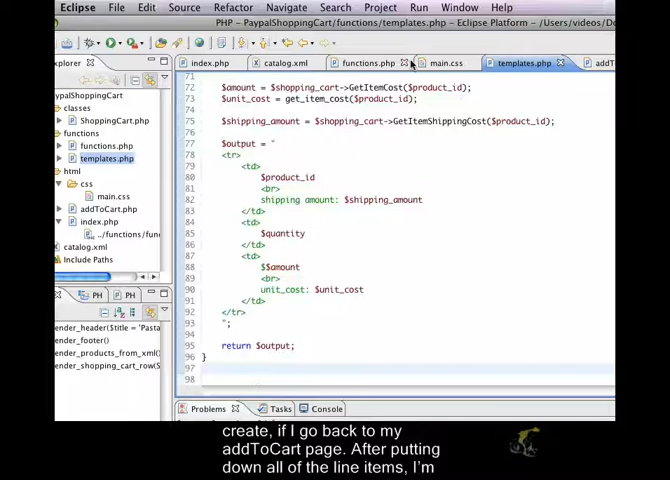 Eclipse File Edit Source Refactor Navigate Search Project Run Window Help
PHP – PaypalShoppingCart/functions/templates.php – Eclipse Platform – /Users/videos/Do
xplorer
index.php
catalog.xml
functions.php
main.css
templates.php
addT
aypalShoppingCart
classes
ShoppingCart.php
functions
functions.php
templates.php
html
css
main.css
addToCart.php
index.php
../functions/fun
catalog.xml
Include Paths
PH
PH
ender_header($title = 'Pasta
ender_footer()
ender_products_from_xml(
ender_shopping_cart_row($
71
72 $amount = $shopping_cart->GetItemCost($product_id);
73 $unit_cost = get_item_cost($product_id);
74
75 $shipping_amount = $shopping_cart->GetItemShippingCost($product_id);
76
77 $output = "
78 <tr>
79 <td>
80 $product_id
81 <br>
82 shipping amount: $shipping_amount
83 </td>
84 <td>
85 $quantity
86 </td>
87 <td>
88 $$amount
89 <br>
90 unit_cost: $unit_cost
91 </td>
92 </tr>
93 ";
94
95 return $output;
96 }
97
98
Problems
Tasks
Console
create, if I go back to my
addToCart page. After putting
down all of the line items, I'm